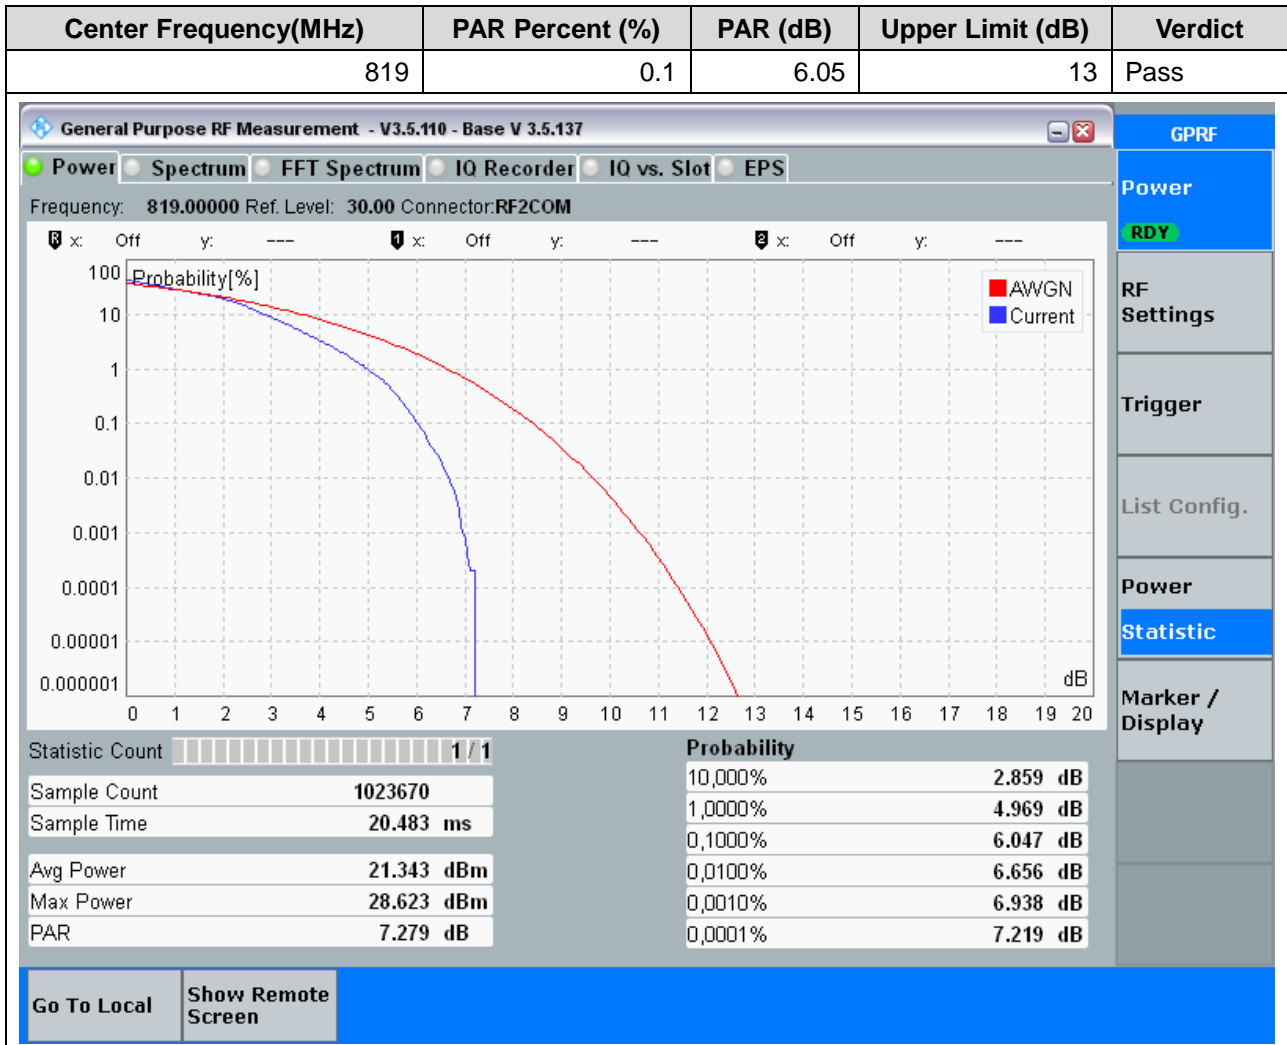 Center Frequency(MHz) PAR Percent (%) PAR (dB) Upper Limit (dB) Verdict
819 0.1 6.05 13 Pass
General Purpose RF Measurement - V3.5.110 - Base V 3.5.137
GPRF
Power Spectrum FFT Spectrum IQ Recorder IQ vs. Slot EPS
Power
RDY
Frequency: 819.00000 Ref. Level: 30.00 Connector:RF2COM
R x: Off y: --- 1 x: Off y: --- 2 x: Off y: ---
Probability[%]
AWGN
Current
100
10
1
0.1
0.01
0.001
0.0001
0.00001
0.000001
dB
0 1 2 3 4 5 6 7 8 9 10 11 12 13 14 15 16 17 18 19 20
RF
Settings
Trigger
List Config.
Power
Statistic
Marker /
Display
Statistic Count 1 / 1
Sample Count 1023670
Sample Time 20.483 ms
Avg Power 21.343 dBm
Max Power 28.623 dBm
PAR 7.279 dB
Probability
10,000% 2.859 dB
1,0000% 4.969 dB
0,1000% 6.047 dB
0,0100% 6.656 dB
0,0010% 6.938 dB
0,0001% 7.219 dB
Go To Local
Show Remote
Screen